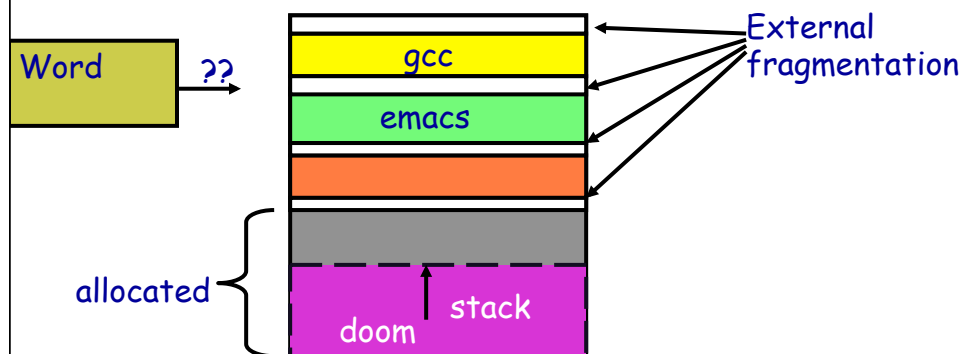 Word
??
gcc
emacs
External
fragmentation
allocated
stack
doom